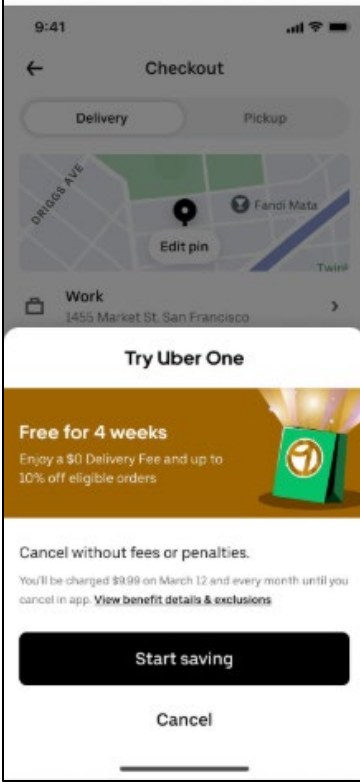 9:41
Checkout
Delivery
Pickup
DRIGGS AVE
Fandi Mata
Edit pin
Twins
Work
1455 Market St. San Francisco
Try Uber One
Free for 4 weeks
Enjoy a $0 Delivery Fee and up to
10% off eligible orders
Cancel without fees or penalties.
You'll be charged $9.99 on March 12 and every month until you
cancel in app. View benefit details & exclusions
Start saving
Cancel